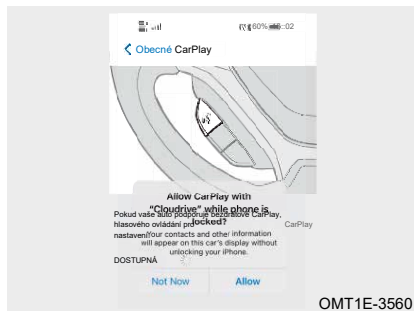 60% :02
Obecné CarPlay
Allow CarPlay with
"Cloudrive" while phone is
locked?
Pokud vaše auto podporuje bezdrátové CarPlay,
hlasového ovládání pro
CarPlay
nastavení
Your contacts and other information
will appear on this car's display without
unlocking your iPhone.
DOSTUPNÁ
Not Now Allow
OMT1E-3560